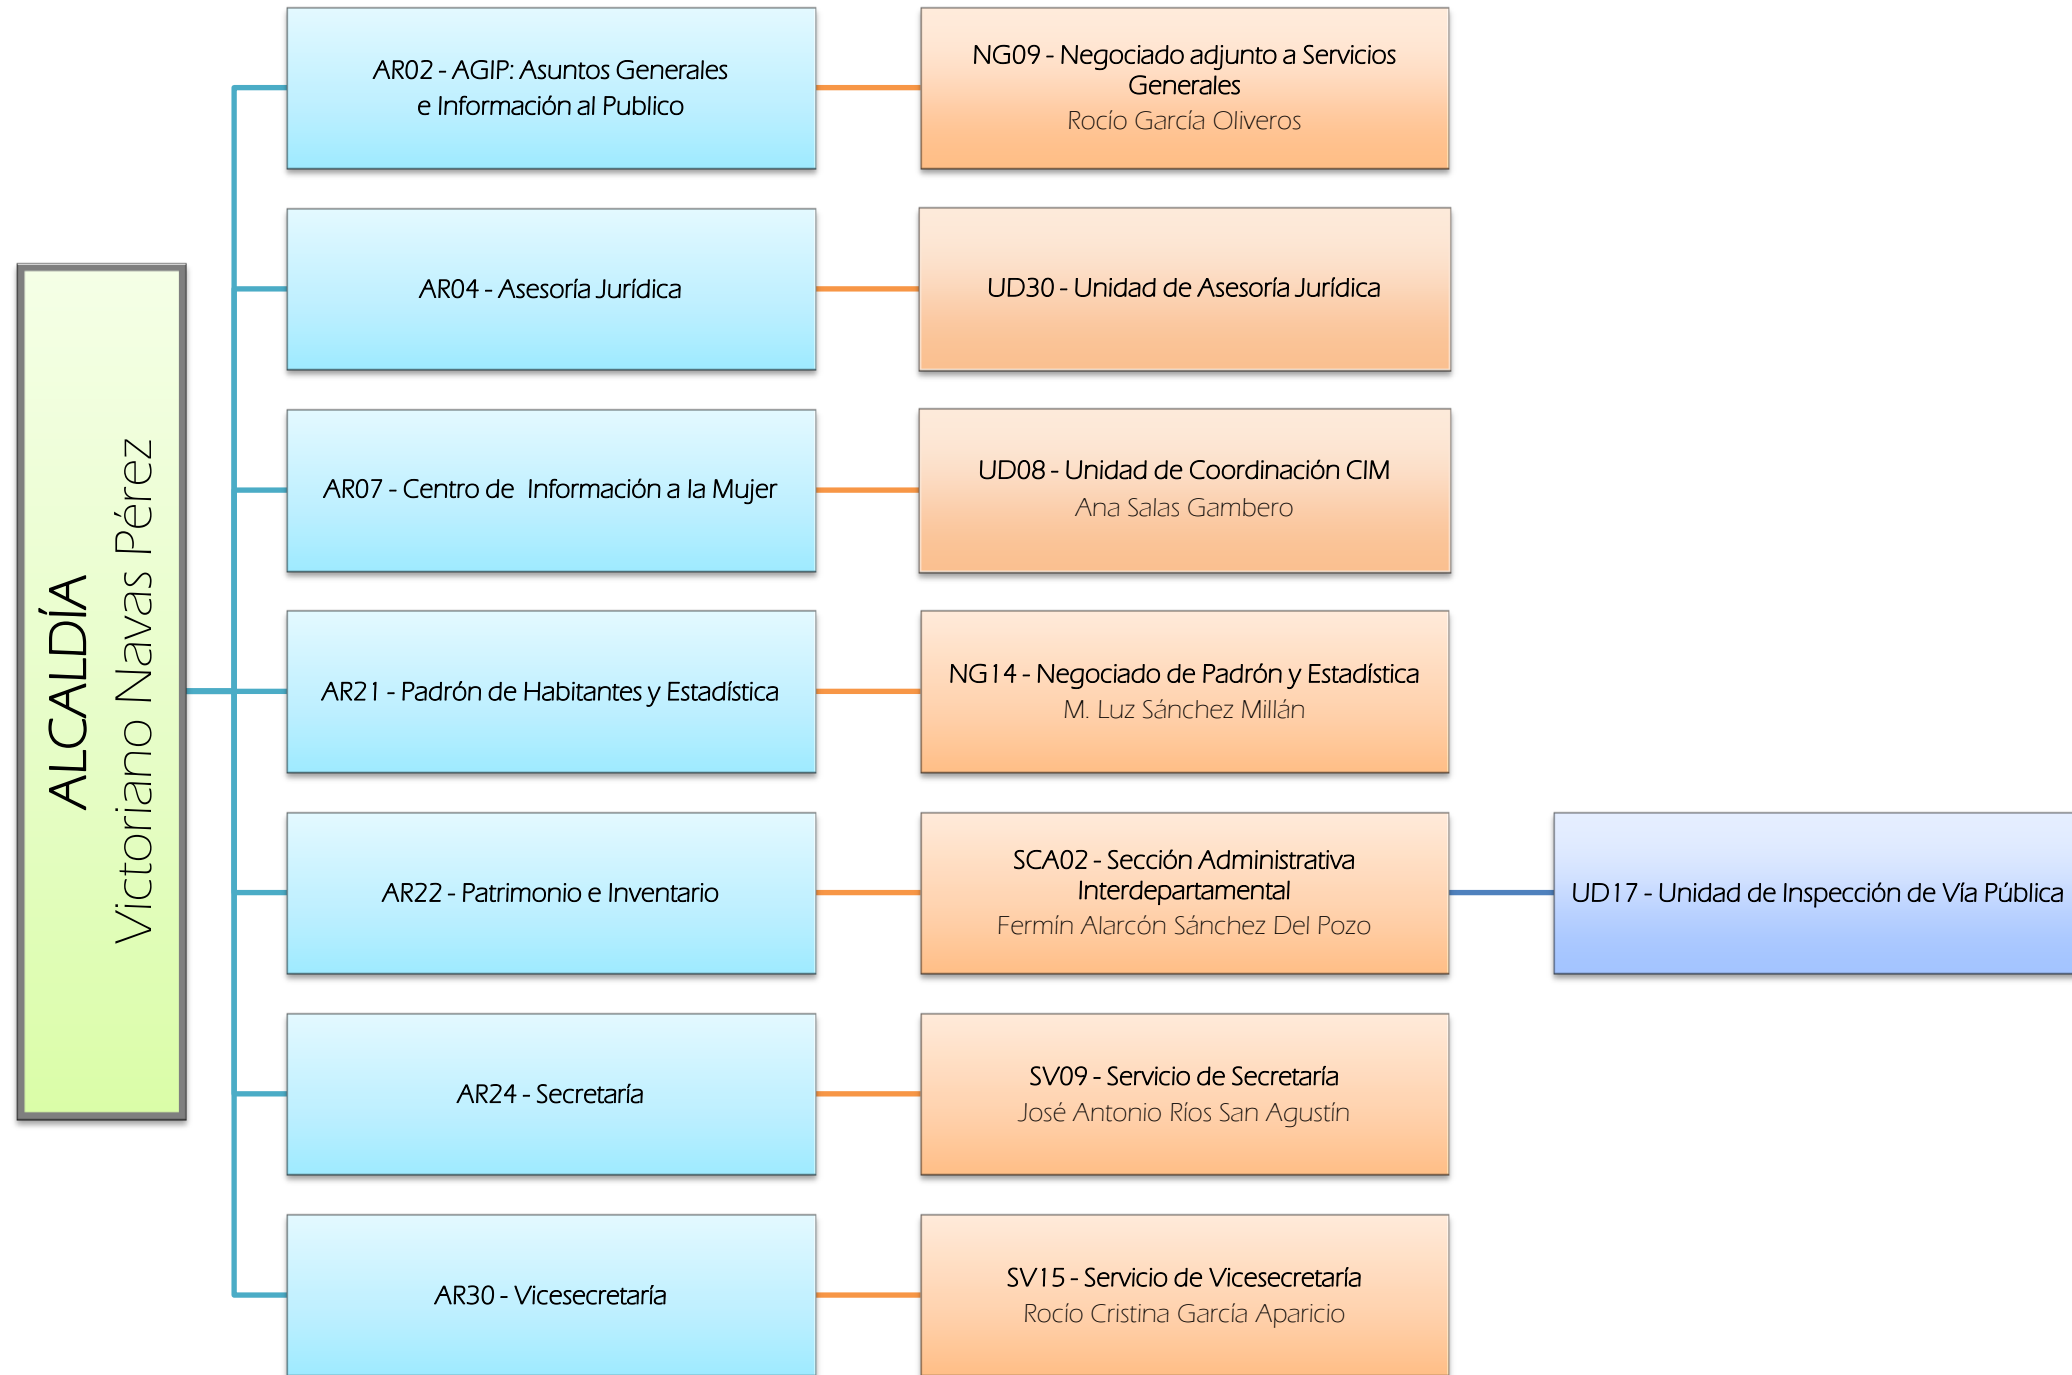 ALCALDÍA
Victoriano Navas Pérez
AR02 - AGIP: Asuntos Generales
e Información al Publico
NG09 - Negociado adjunto a Servicios
Generales
Rocío García Oliveros
AR04 - Asesoría Jurídica
UD30 - Unidad de Asesoría Jurídica
AR07 - Centro de Información a la Mujer
UD08 - Unidad de Coordinación CIM
Ana Salas Gambero
AR21 - Padrón de Habitantes y Estadística
NG14 - Negociado de Padrón y Estadística
M. Luz Sánchez Millán
AR22 - Patrimonio e Inventario
SCA02 - Sección Administrativa
Interdepartamental
Fermín Alarcón Sánchez Del Pozo
UD17 - Unidad de Inspección de Vía Pública
AR24 - Secretaría
SV09 - Servicio de Secretaría
José Antonio Ríos San Agustín
AR30 - Vicesecretaría
SV15 - Servicio de Vicesecretaría
Rocío Cristina García Aparicio